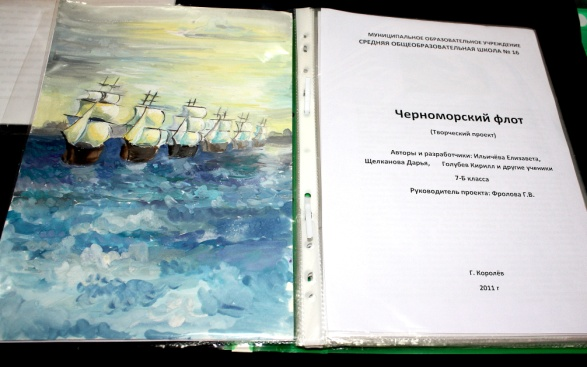 МУНИЦИПАЛЬНОЕ ОБРАЗОВАТЕЛЬНОЕ УЧРЕЖДЕНИЕ
СРЕДНЯЯ ОБЩЕОБРАЗОВАТЕЛЬНАЯ ШКОЛА № 16
Черноморский флот
(Творческий проект)
Авторы и разработчики: Ильичёва Елизавета,
Щелканова Дарья, Голубев Кирилл и другие ученики
7-Б класса
Руководитель проекта: Фролова Г.В.
Г. Королёв
2011 г